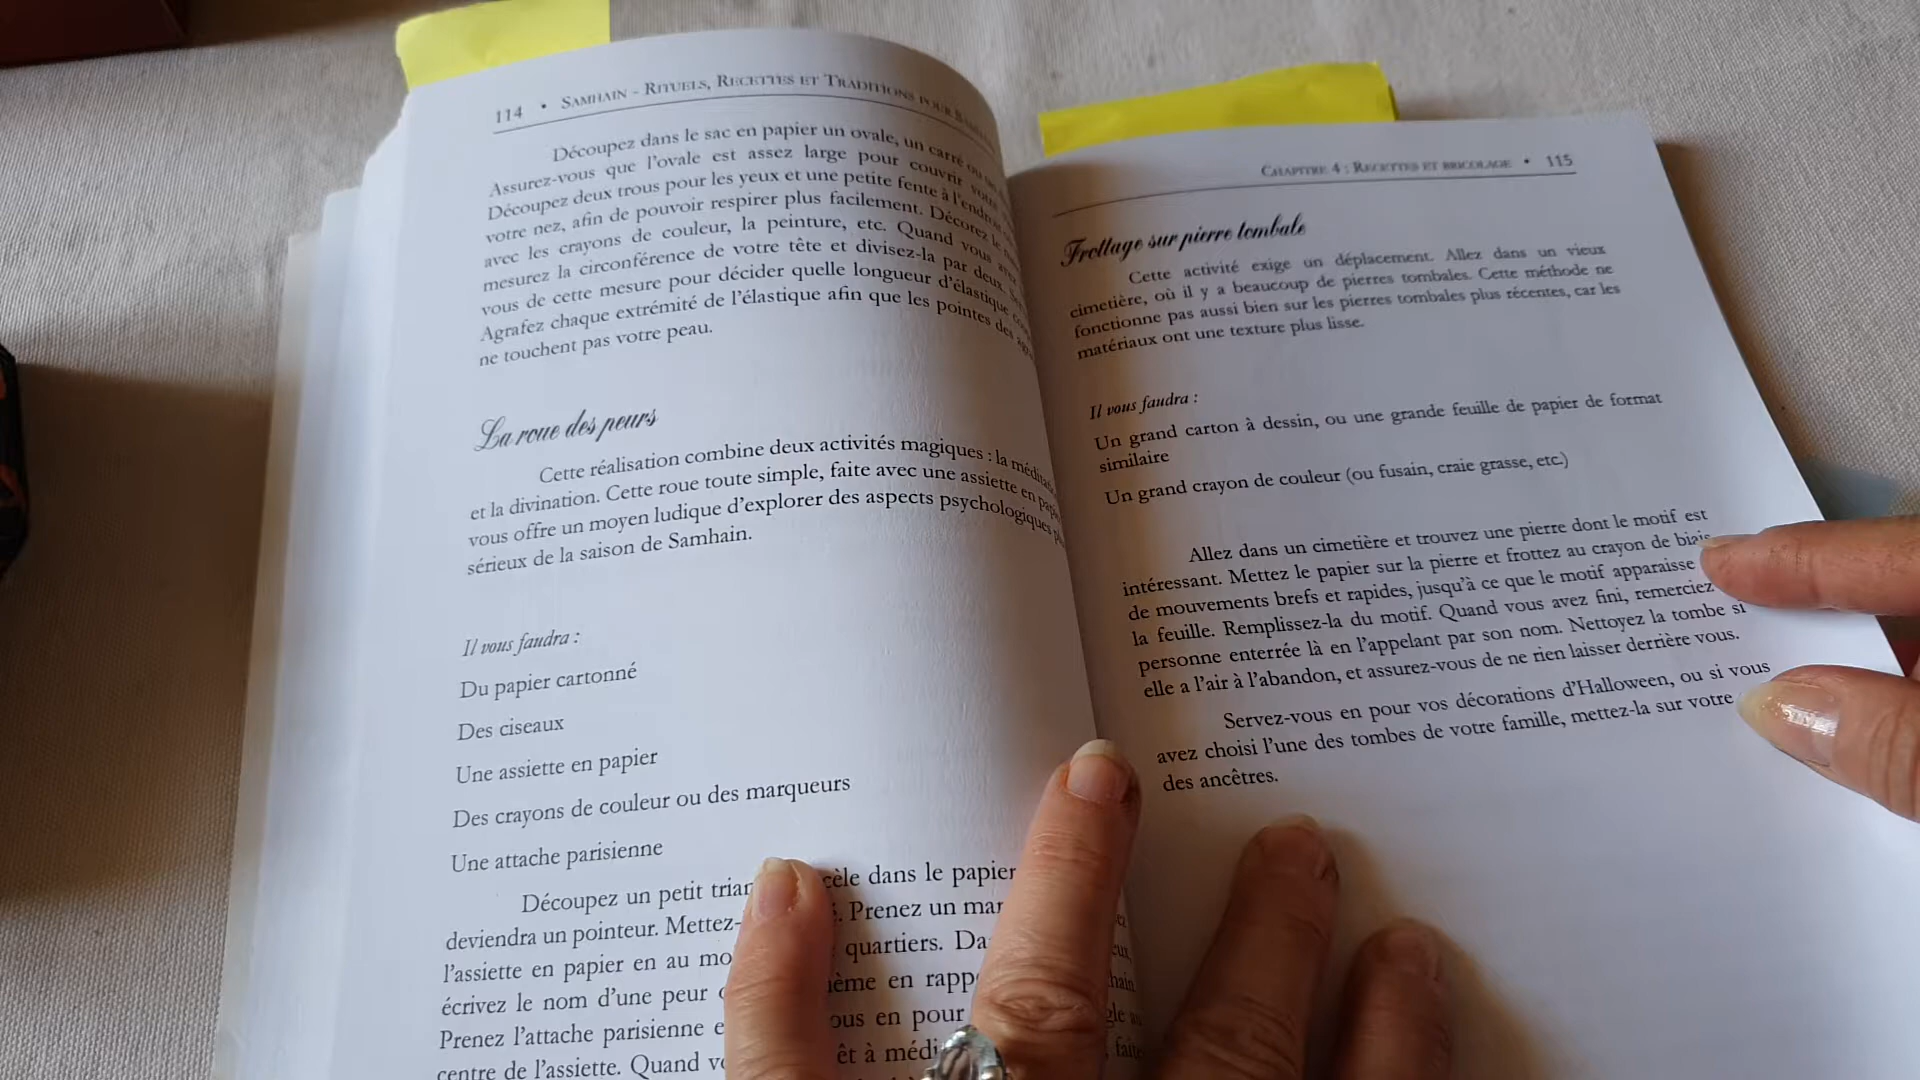 114 • Samhain - Rituels, Recettes et Traditions pour
Découpez dans le sac en papier un ovale, un carré ou un
Assurez-vous que l'ovale est assez large pour couvrir votre
Découpez deux trous pour les yeux et une petite fente à l'endroit
votre nez, afin de pouvoir respirer plus facilement. Décorez le
avec les crayons de couleur, la peinture, etc. Quand vous avez
mesurez la circonférence de votre tête et divisez-la par deux.
vous de cette mesure pour décider quelle longueur d'élastique
Agrafez chaque extrémité de l'élastique afin que les pointes des
ne touchent pas votre peau.
La roue des peurs
Cette réalisation combine deux activités magiques : la
et la divination. Cette roue toute simple, faite avec une assiette en
vous offre un moyen ludique d'explorer des aspects psychologiques
sérieux de la saison de Samhain.
Il vous faudra :
Du papier cartonné
Des ciseaux
Une assiette en papier
Des crayons de couleur ou des marqueurs
Une attache parisienne
Découpez un petit cèle dans le papier
deviendra un pointeur. Mettez- Prenez un
l'assiette en papier en au quartiers.
écrivez le nom d'une peur en
Prenez l'attache parisienne en pour
centre de l'assiette. Quand à
Chapitre 4 : Recettes et bricolage • 115
Frottage sur pierre tombale
Cette activité exige un déplacement. Allez dans un vieux
cimetière, où il y a beaucoup de pierres tombales. Cette méthode ne
fonctionne pas aussi bien sur les pierres tombales plus récentes, car les
matériaux ont une texture plus lisse.
Il vous faudra :
Un grand carton à dessin, ou une grande feuille de papier de format
similaire
Un grand crayon de couleur (ou fusain, craie grasse, etc.)
Allez dans un cimetière et trouvez une pierre dont le motif est
intéressant. Mettez le papier sur la pierre et frottez au crayon de biais
de mouvements brefs et rapides, jusqu'à ce que le motif apparaisse
la feuille. Remplissez-la du motif. Quand vous avez fini, remerciez
personne enterrée là en l'appelant par son nom. Nettoyez la tombe si
elle a l'air à l'abandon, et assurez-vous de ne rien laisser derrière vous.
Servez-vous en pour vos décorations d'Halloween, ou si vous
avez choisi l'une des tombes de votre famille, mettez-la sur votre
des ancêtres.